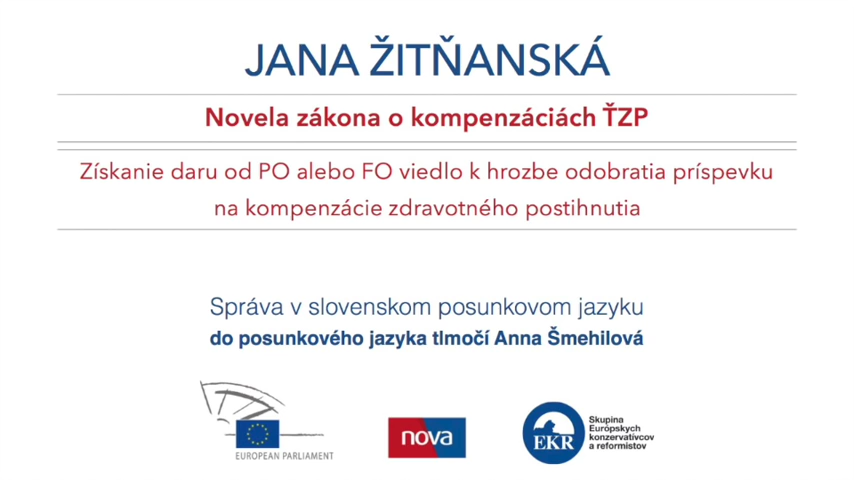 JANA ŽITŇANSKÁ
Novela zákona o kompenzáciách ŤZP
Získanie daru od PO alebo FO viedlo k hrozbe odobratia príspevku
na kompenzácie zdravotného postihnutia
Správa v slovenskom posunkovom jazyku
do posunkového jazyka tlmočí Anna Šmehilová
EUROPEAN PARLIAMENT
nova
EKR
Skupina
Európskych
konzervatívcov
a reformistov